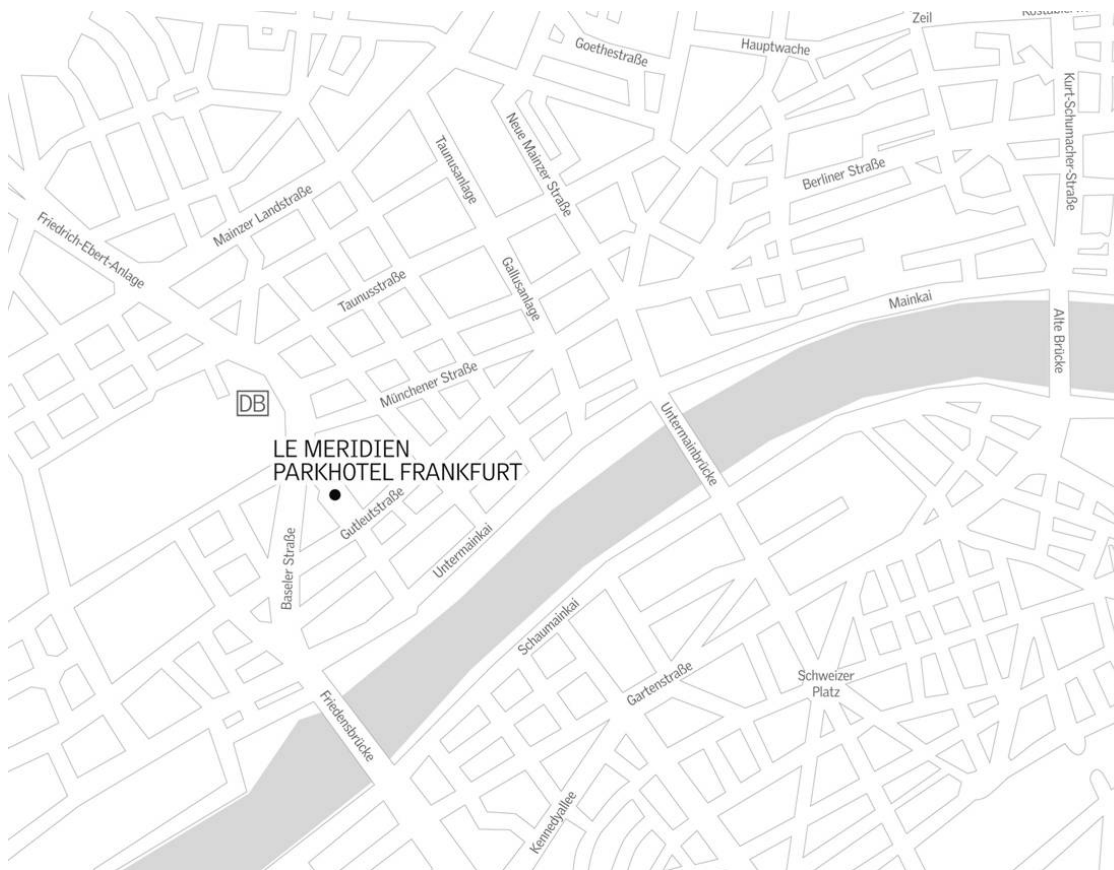 Zeil
Goethestraße
Hauptwache
Kurt-Schumacher-Straße
Neue Mainzer Straße
Taunusanlage
Berliner Straße
Mainzer Landstraße
Friedrich-Ebert-Anlage
Gallusanlage
Taunusstraße
Mainkai
Alte Brücke
Münchener Straße
DB
Untermainbrücke
LE MERIDIEN
PARKHOTEL FRANKFURT
Gutleutstraße
Untermainkai
Baseler Straße
Schaumainkai
Gartenstraße
Schweizer
Platz
Friedensbrücke
Kennedyallee